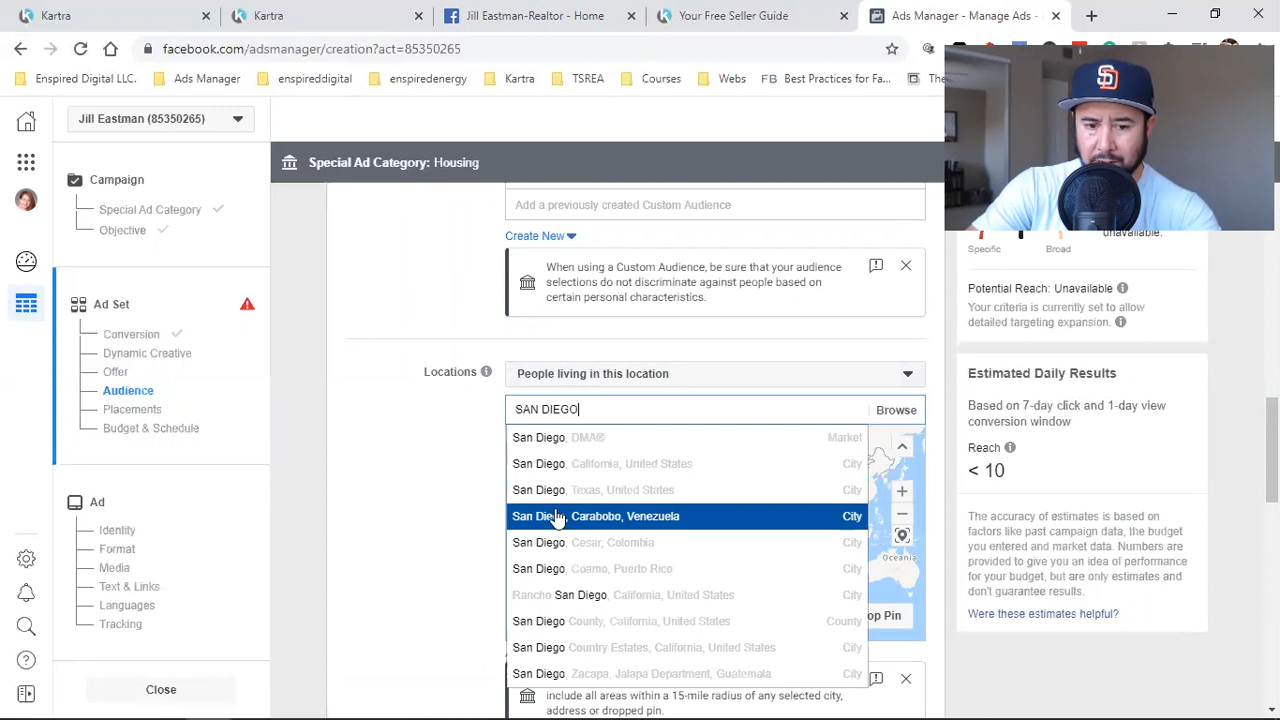 Kartra
Kartra
Jill Eastman-Realtor - Home
Your Free Seller Guide
Ads Manager - Manage Ads -
facebook.com/adsmanager/creation?act=85350265
Enspired Digital LLC.
Ads Manager
enspireddigital
emporedenergy
Kartra
TSREA
Courses
Webs
FB Best Practices for Fa...
The
Jill Eastman (85350265)
Special Ad Category: Housing
Campaign
Special Ad Category
Objective
Ad Set
Conversion
Dynamic Creative
Offer
Audience
Placements
Budget & Schedule
Ad
Identity
Format
Media
Text & Links
Languages
Tracking
Close
Add a previously created Custom Audience
Create New
When using a Custom Audience, be sure that your audience
selections do not discriminate against people based on
certain personal characteristics.
Locations
People living in this location
SAN DIEGO
Browse
San Diego, DMA® Market
San Diego, California, United States City
San Diego, Texas, United States City
San Diego, Carabobo, Venezuela City
San Diego, Cesar, Colombia City
San Diego, Coamo, Puerto Rico City
Rancho San Diego, California, United States City
San Diego County, California, United States County
San Diego Country Estates, California, United States City
San Diego, Zacapa, Jalapa Department, Guatemala City
Oceania
op Pin
include all areas within a 15-mile radius of any selected city,
address or dropped pin.
SD
unavailable.
Specific
Broad
Potential Reach: Unavailable
Your criteria is currently set to allow
detailed targeting expansion.
Estimated Daily Results
Based on 7-day click and 1-day view
conversion window
Reach
< 10
The accuracy of estimates is based on
factors like past campaign data, the budget
you entered and market data. Numbers are
provided to give you an idea of performance
for your budget, but are only estimates and
don't guarantee results.
Were these estimates helpful?